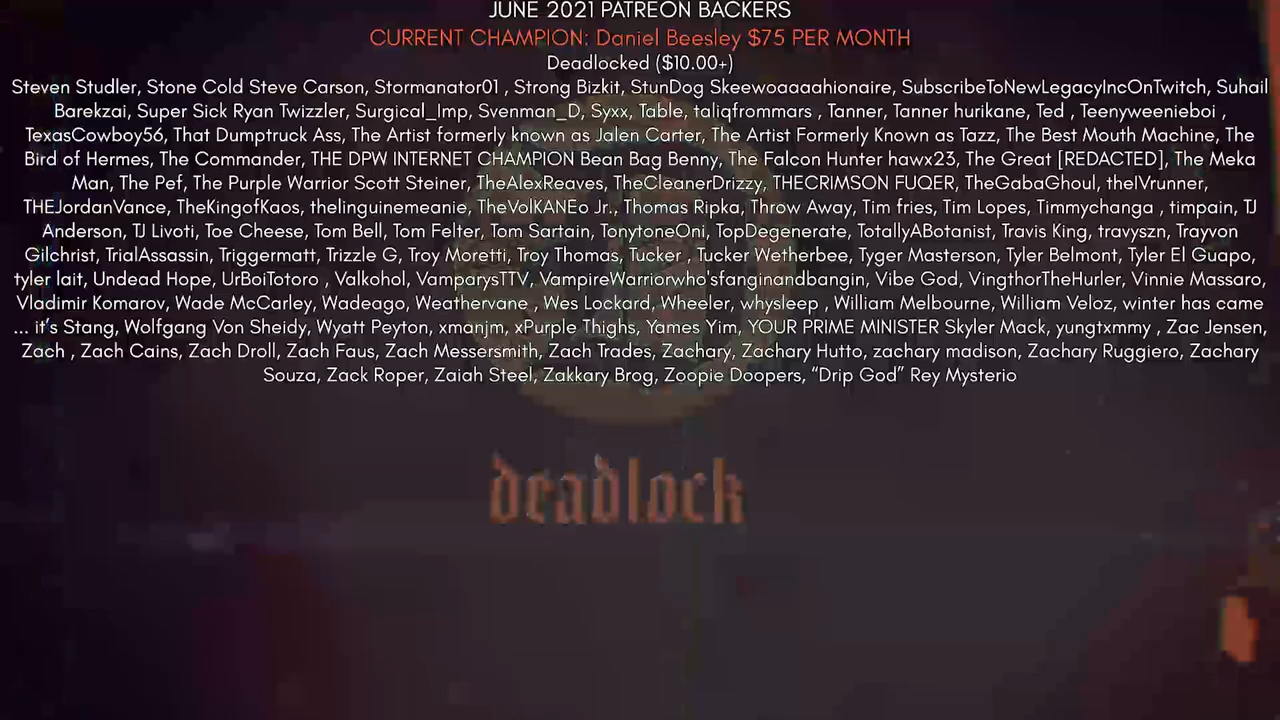 JUNE 2021 PATREON BACKERS
CURRENT CHAMPION: Daniel Beesley $75 PER MONTH
Deadlocked ($10.00+)
Steven Studler, Stone Cold Steve Carson, Stormanator01 , Strong Bizkit, StunDog Skeewoaaaahionaire, SubscribeToNewLegacyIncOnTwitch, Suhail
Barekzai, Super Sick Ryan Twizzler, Surgical_Imp, Svenman_D, Syxx, Table, taliqfrommars , Tanner, Tanner hurikane, Ted , Teenyweenieboi ,
TexasCowboy56, That Dumptruck Ass, The Artist formerly known as Jalen Carter, The Artist Formerly Known as Tazz, The Best Mouth Machine, The
Bird of Hermes, The Commander, THE DPW INTERNET CHAMPION Bean Bag Benny, The Falcon Hunter hawx23, The Great [REDACTED], The Meka
Man, The Pef, The Purple Warrior Scott Steiner, TheAlexReaves, TheCleanerDrizzy, THECRIMSON FUQER, TheGabaGhoul, theIVrunner,
THEJordanVance, TheKingofKaos, thelinguinemeanie, TheVolKANEo Jr., Thomas Ripka, Throw Away, Tim fries, Tim Lopes, Timmychanga , timpain, TJ
Anderson, TJ Livoti, Toe Cheese, Tom Bell, Tom Felter, Tom Sartain, TonytoneOni, TopDegenerate, TotallyABotanist, Travis King, travyszn, Trayvon
Gilchrist, TrialAssassin, Triggermatt, Trizzle G, Troy Moretti, Troy Thomas, Tucker , Tucker Wetherbee, Tyger Masterson, Tyler Belmont, Tyler El Guapo,
tyler lait, Undead Hope, UrBoiTotoro , Valkohol, VamparysTTV, VampireWarriorwho'sfanginandbangin, Vibe God, VingthorTheHurler, Vinnie Massaro,
Vladimir Komarov, Wade McCarley, Wadeago, Weathervane , Wes Lockard, Wheeler, whysleep , William Melbourne, William Veloz, winter has came
... it's Stang, Wolfgang Von Sheidy, Wyatt Peyton, xmanjm, xPurple Thighs, Yames Yim, YOUR PRIME MINISTER Skyler Mack, yungtxmmy , Zac Jensen,
Zach , Zach Cains, Zach Droll, Zach Faus, Zach Messersmith, Zach Trades, Zachary, Zachary Hutto, zachary madison, Zachary Ruggiero, Zachary
Souza, Zack Roper, Zaiah Steel, Zakkary Brog, Zoopie Doopers, “Drip God” Rey Mysterio
deadlock